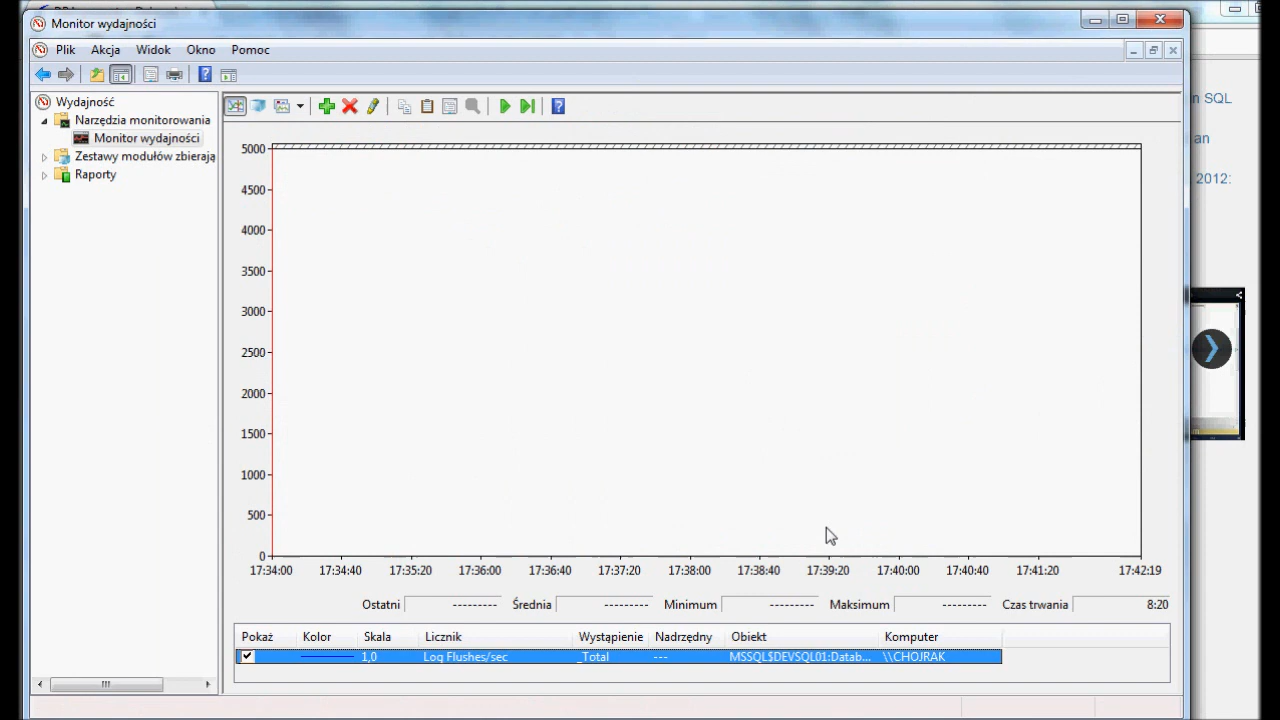 Monitor wydajności
Plik Akcja Widok Okno Pomoc
Wydajność
Narzędzia monitorowania
Monitor wydajności
Zestawy modułów zbierają
Raporty
5000
4500
4000
3500
3000
2500
2000
1500
1000
500
0
17:34:00 17:34:40 17:35:20 17:36:00 17:36:40 17:37:20 17:38:00 17:38:40 17:39:20 17:40:00 17:40:40 17:41:20 17:42:19
Ostatni --------- Średnia --------- Minimum --------- Maksimum --------- Czas trwania 8:20
Pokaż Kolor Skala Licznik Wystąpienie Nadrzędny Obiekt Komputer
1,0 Log Flushes/sec _Total --- MSSQL$DEVSQL01:Datab... \\CHOJRAK
n SQL
an
2012: